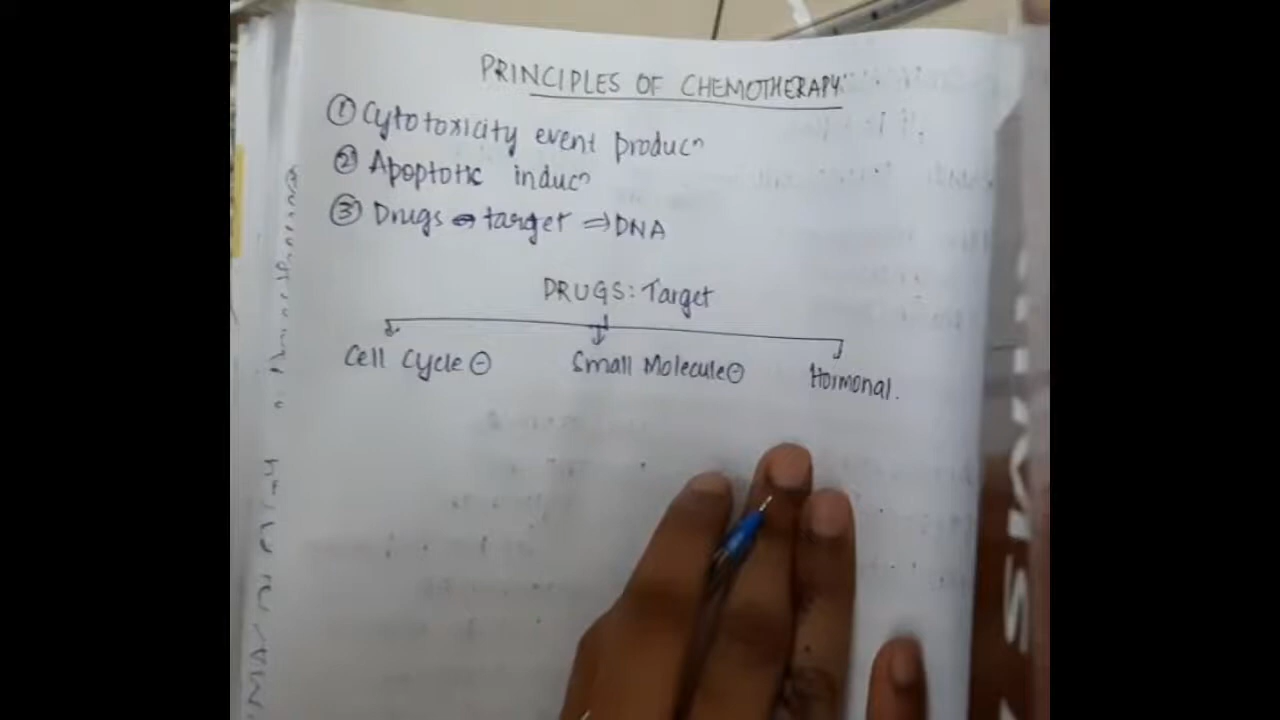 PRINCIPLES OF CHEMOTHERAPY:
① Cytotoxicity event producn
② Apoptotic inducn
③ Drugs target ⇒ DNA
DRUGS: Target
Cell Cycle ⊖ Small Molecule ⊖ Hormonal.